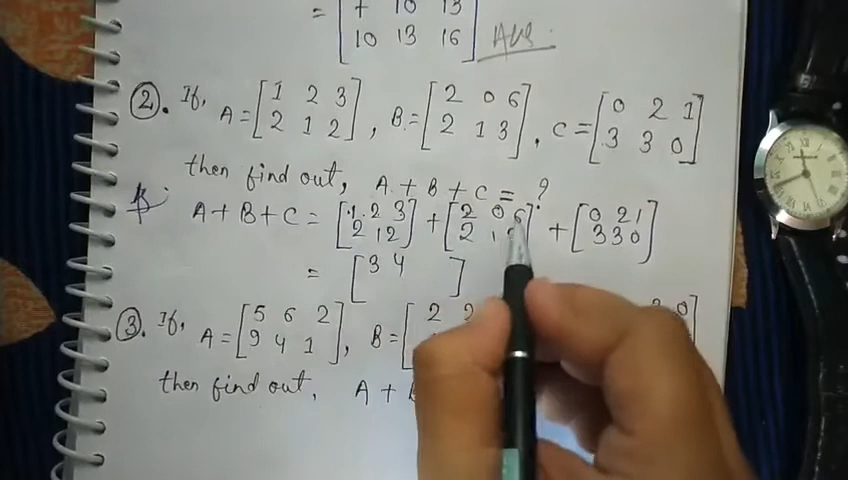 = [ 7 10 13
10 13 16 ] Ans.
②. If, A = [ 1 2 3
2 1 2 ], B = [ 2 0 6
2 1 3 ], C = [ 0 2 1
3 3 0 ]
then find out, A + B + C = ?
A + B + C = [ 1 2 3
2 1 2 ] + [ 2 0 6
2 1 ] + [ 0 2 1
3 3 0 ]
= [ 3 4 ]
③. If, A = [ 5 6 2
9 4 1 ], B = [ 2 2
then find out, A +